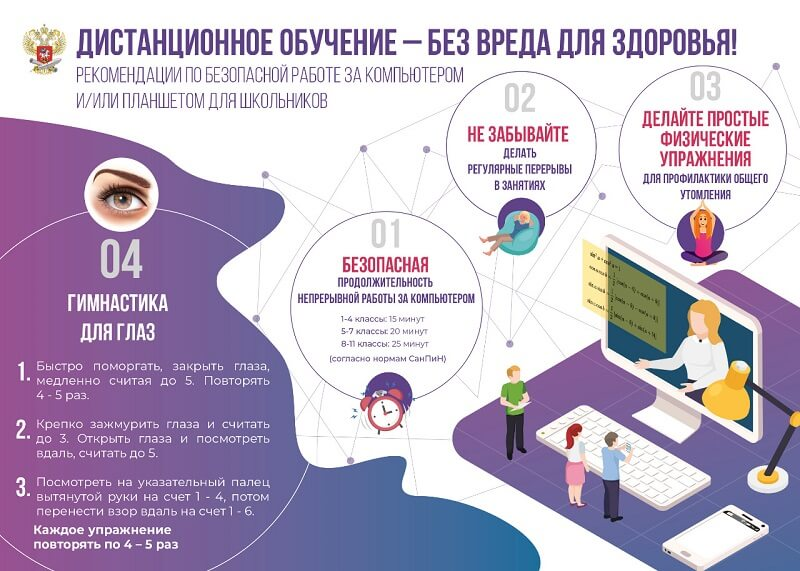 ДИСТАНЦИОННОЕ ОБУЧЕНИЕ – БЕЗ ВРЕДА ДЛЯ ЗДОРОВЬЯ!
РЕКОМЕНДАЦИИ ПО БЕЗОПАСНОЙ РАБОТЕ ЗА КОМПЬЮТЕРОМ
И/ИЛИ ПЛАНШЕТОМ ДЛЯ ШКОЛЬНИКОВ
01
БЕЗОПАСНАЯ
ПРОДОЛЖИТЕЛЬНОСТЬ
НЕПРЕРЫВНОЙ РАБОТЫ ЗА КОМПЬЮТЕРОМ
1-4 классы: 15 минут
5-7 классы: 20 минут
8-11 классы: 25 минут
(согласно нормам СанПиН)
02
НЕ ЗАБЫВАЙТЕ
ДЕЛАТЬ
РЕГУЛЯРНЫЕ ПЕРЕРЫВЫ
В ЗАНЯТИЯХ
03
ДЕЛАЙТЕ ПРОСТЫЕ
ФИЗИЧЕСКИЕ
УПРАЖНЕНИЯ
ДЛЯ ПРОФИЛАКТИКИ ОБЩЕГО
УТОМЛЕНИЯ
04
ГИМНАСТИКА
ДЛЯ ГЛАЗ
1. Быстро поморгать, закрыть глаза,
медленно считая до 5. Повторять
4 - 5 раз.
2. Крепко зажмурить глаза и считать
до 3. Открыть глаза и посмотреть
вдаль, считать до 5.
3. Посмотреть на указательный палец
вытянутой руки на счет 1 - 4, потом
перенести взор вдаль на счет 1 - 6.
Каждое упражнение
повторять по 4 – 5 раз